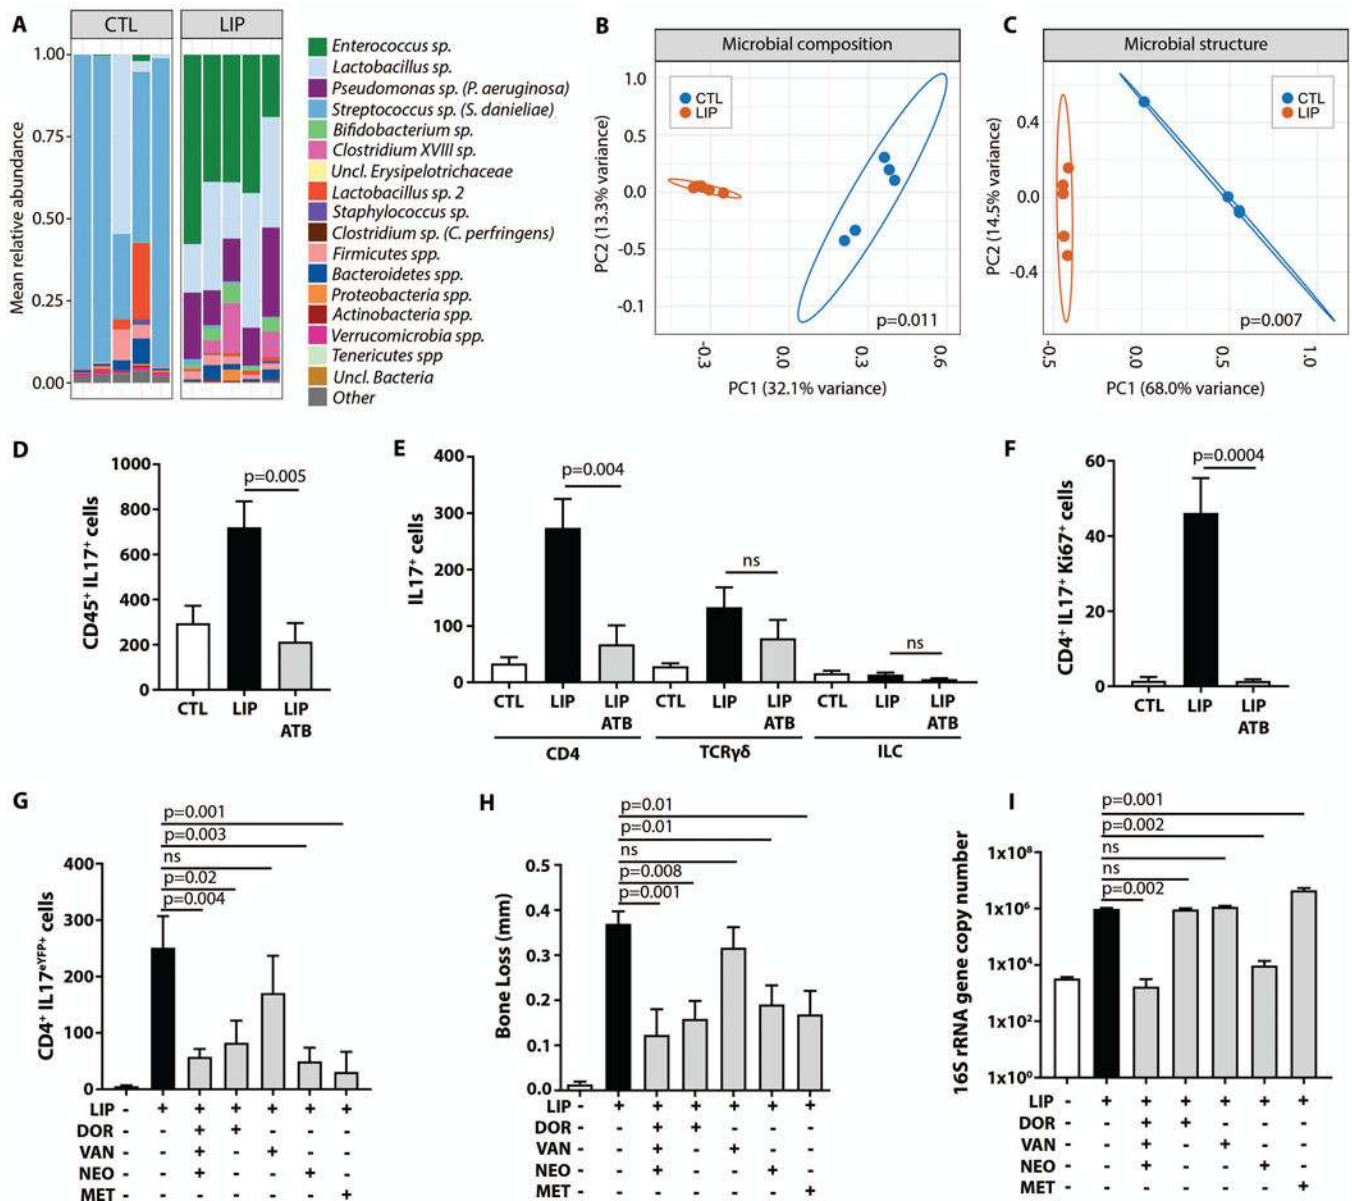 A
CTL
LIP
Mean relative abundance
1.00
0.75
0.50
0.25
0.00
Enterococcus sp.
Lactobacillus sp.
Pseudomonas sp. (P. aeruginosa)
Streptococcus sp. (S. danieliae)
Bifidobacterium sp.
Clostridium XVIII sp.
Uncl. Erysipelotrichaceae
Lactobacillus sp. 2
Staphylococcus sp.
Clostridium sp. (C. perfringens)
Firmicutes spp.
Bacteroidetes spp.
Proteobacteria spp.
Actinobacteria spp.
Verrucomicrobia spp.
Tenericutes spp
Uncl. Bacteria
Other
B
Microbial composition
CTL
LIP
PC2 (13.3% variance)
1.0
0.5
0.0
-0.5
-0.1
p=0.011
-0.3
0.0
0.3
0.6
PC1 (32.1% variance)
C
Microbial structure
CTL
LIP
PC2 (14.5% variance)
0.4
0.0
-0.4
p=0.007
-0.5
0.0
0.5
1.0
PC1 (68.0% variance)
D
CD45+ IL17+ cells
1000
800
600
400
200
0
p=0.005
CTL
LIP
LIP
ATB
E
IL17+ cells
400
300
200
100
0
p=0.004
ns
ns
CTL LIP LIP CTL LIP LIP CTL LIP LIP
ATB ATB ATB
CD4 TCRγδ ILC
F
CD4+ IL17+ Ki67+ cells
60
40
20
0
p=0.0004
CTL LIP LIP
ATB
G
p=0.001
p=0.003
ns
p=0.02
p=0.004
CD4+ IL17eYFP+ cells
400
300
200
100
0
LIP - + + + + + +
DOR - - + + - - -
VAN - - + - + - -
NEO - - + - - + -
MET - - - - - - +
H
p=0.01
p=0.01
ns
p=0.008
p=0.001
Bone Loss (mm)
0.5
0.4
0.3
0.2
0.1
0.0
LIP - + + + + + +
DOR - - + + - - -
VAN - - + - + - -
NEO - - + - - + -
MET - - - - - - +
I
p=0.001
p=0.002
ns
ns
p=0.002
16S rRNA gene copy number
1x10⁸
1x10⁶
1x10⁴
1x10²
1x10⁰
LIP - + + + + + +
DOR - - + + - - -
VAN - - + - + - -
NEO - - + - - + -
MET - - - - - - +